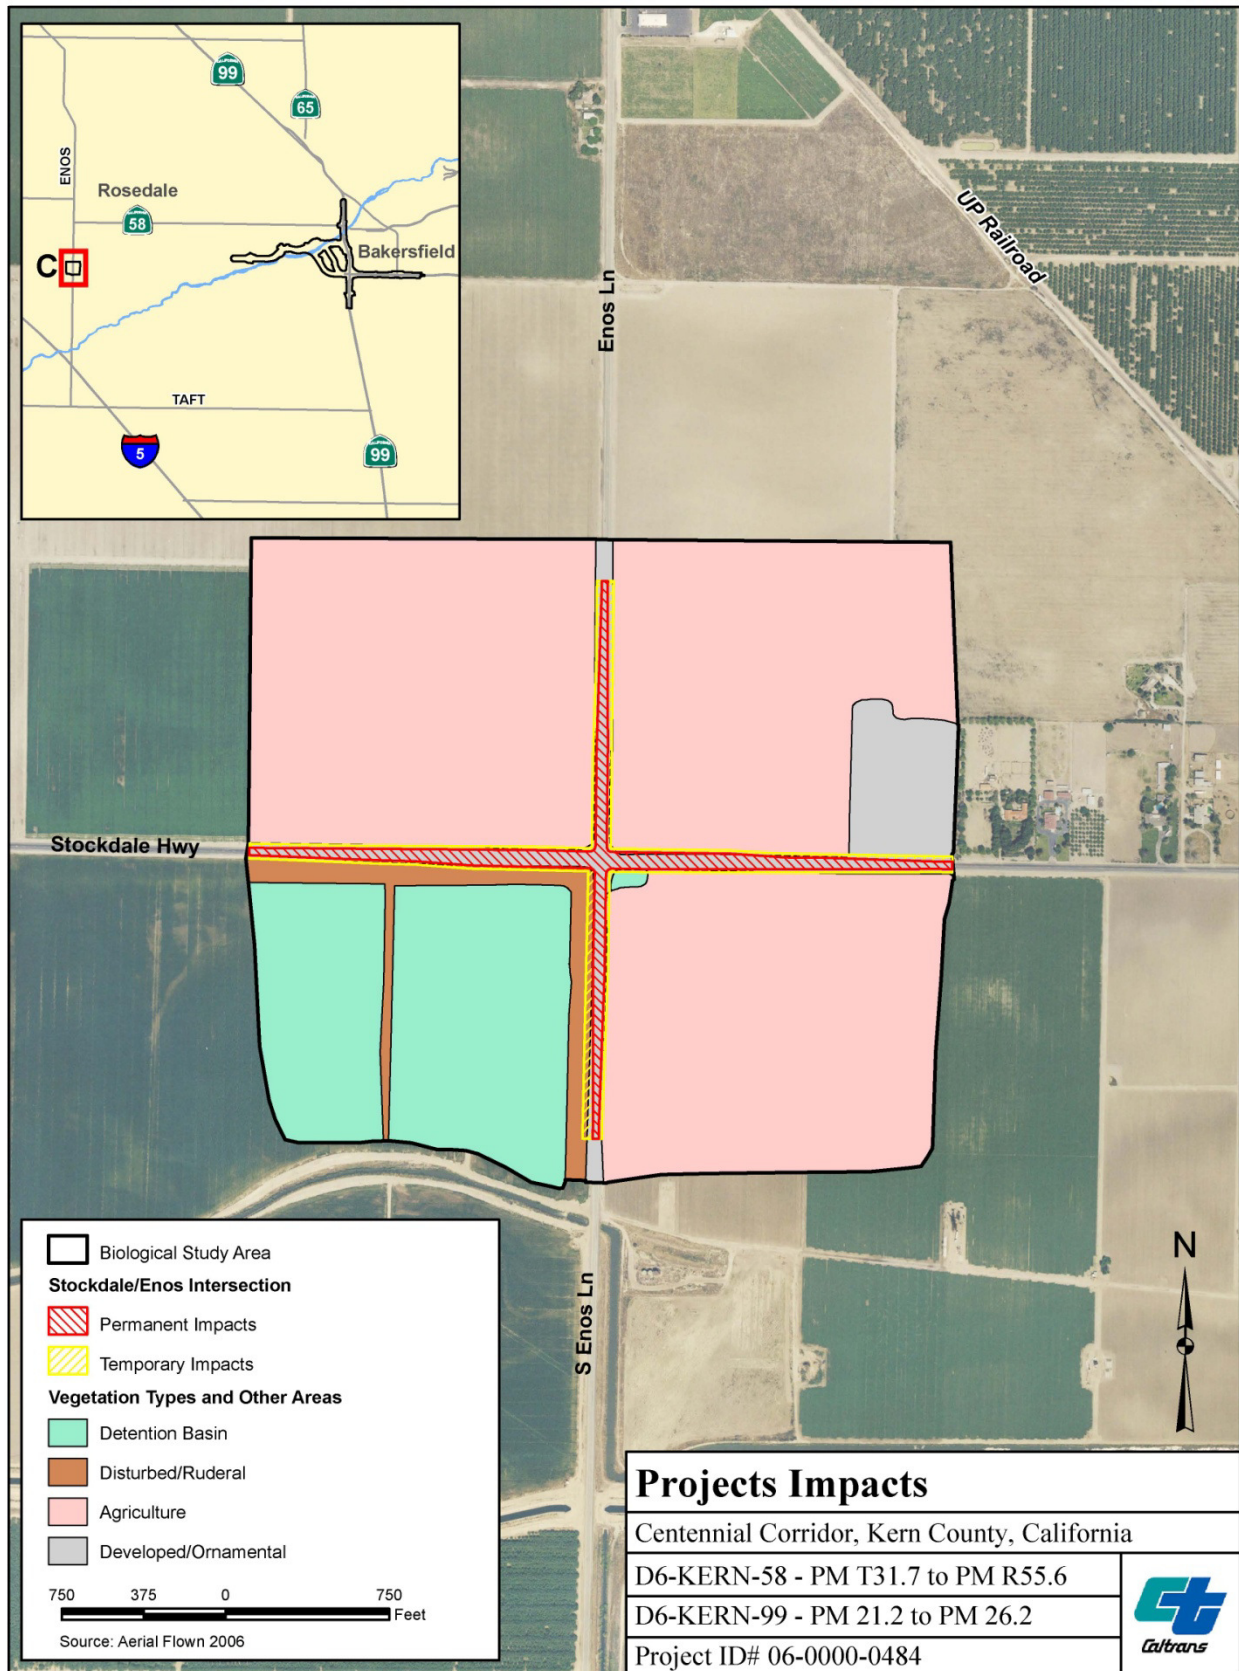 99
65
ENOS
Rosedale
58
C
Bakersfield
TAFT
5
99
UP Railroad
Enos Ln
Stockdale Hwy
S Enos Ln
N
Biological Study Area
Stockdale/Enos Intersection
Permanent Impacts
Temporary Impacts
Vegetation Types and Other Areas
Detention Basin
Disturbed/Ruderal
Agriculture
Developed/Ornamental
750 375 0 750
Feet
Source: Aerial Flown 2006
Projects Impacts
Centennial Corridor, Kern County, California
D6-KERN-58 - PM T31.7 to PM R55.6
D6-KERN-99 - PM 21.2 to PM 26.2
Project ID# 06-0000-0484
Caltrans